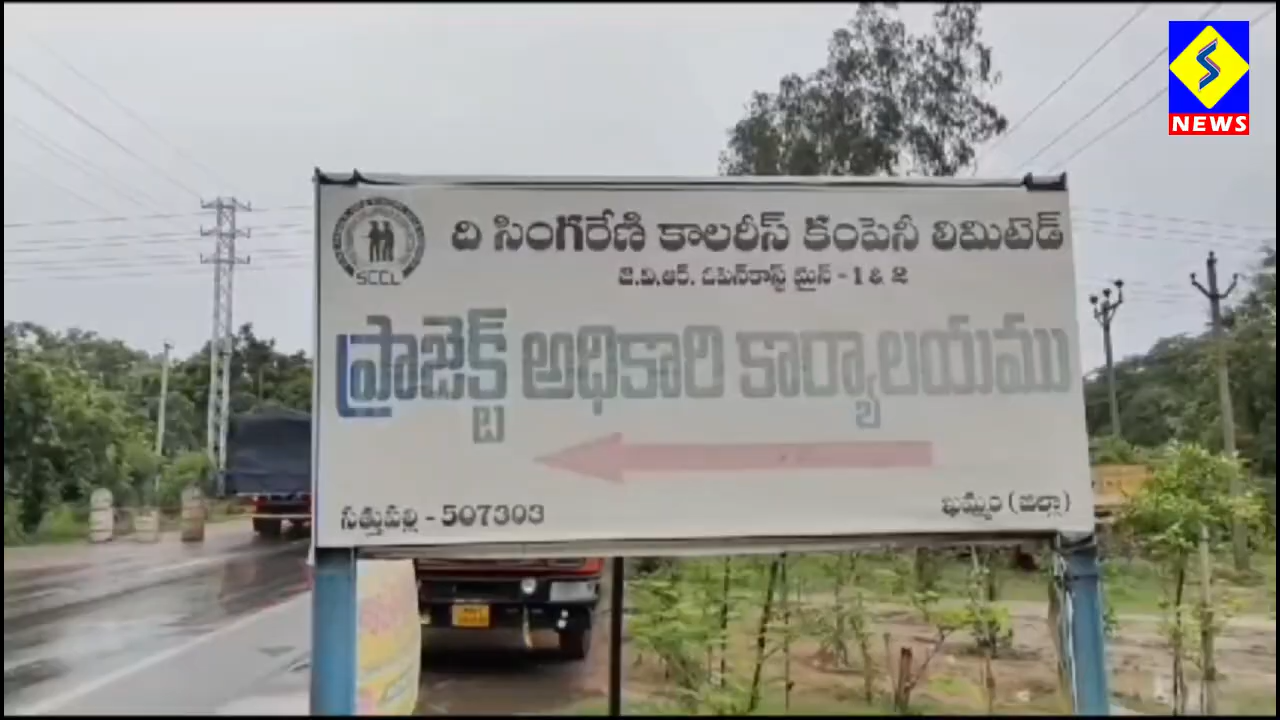 NEWS
ది సింగరేణి కాలరీస్ కంపెనీ లిమిటెడ్
SCCL
జె.వి.ఆర్. ఓపెన్‌కాస్ట్ మైన్ - 1 & 2
ప్రాజెక్ట్ అధికారి కార్యాలయము
సత్తుపల్లి - 507303
ఖమ్మం (జిల్లా)